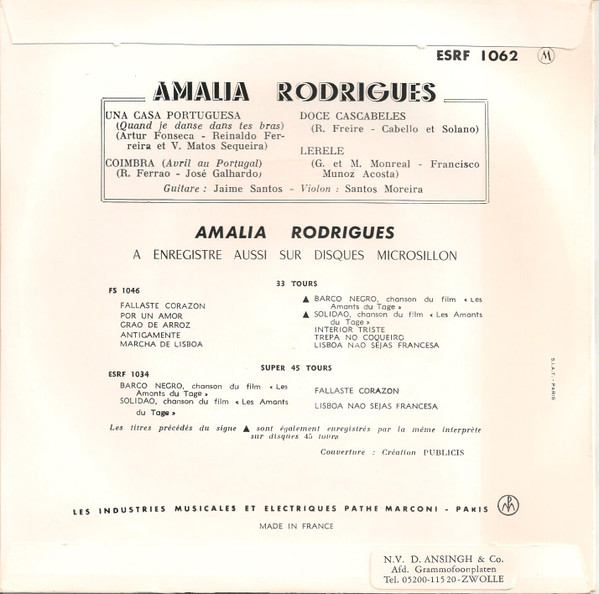 ESRF 1062 M
AMALIA RODRIGUES
UNA CASA PORTUGUESA
(Quand je danse dans tes bras)
(Artur Fonseca - Reinaldo Fer-
reira et V. Matos Sequeira)
COIMBRA (Avril au Portugal)
(R. Ferrao - José Galhardo)
DOCE CASCABELES
(R. Freire - Cabello et Solano)
LERELE
(G. et M. Monreal - Francisco
Munoz Acosta)
Guitare : Jaime Santos - Violon : Santos Moreira
AMALIA RODRIGUES
A ENREGISTRE AUSSI SUR DISQUES MICROSILLON
33 TOURS
FS 1046
FALLASTE CORAZON
POR UN AMOR
GRAO DE ARROZ
ANTIGAMENTE
MARCHA DE LISBOA
▲ BARCO NEGRO, chanson du film « Les
Amants du Tage »
▲ SOLIDAO, chanson du film « Les Amants
du Tage »
INTERIOR TRISTE
TREPA NO COQUEIRO
LISBOA NAO SEJAS FRANCESA
SUPER 45 TOURS
ESRF 1034
BARCO NEGRO, chanson du film « Les
Amants du Tage »
SOLIDAO, chanson du film « Les Amants
du Tage »
FALLASTE CORAZON
LISBOA NAO SEJAS FRANCESA
Les titres précédés du signe ▲ sont également enregistrés par la même interprète
sur disques 45 tours
Couverture : Création PUBLICIS
S.I.A.T. - PARIS
LES INDUSTRIES MUSICALES ET ELECTRIQUES PATHE MARCONI - PARIS
MADE IN FRANCE
N.V. D. ANSINGH & Co.
Afd. Grammofoonplaten
Tel. 05200-11520-ZWOLLE